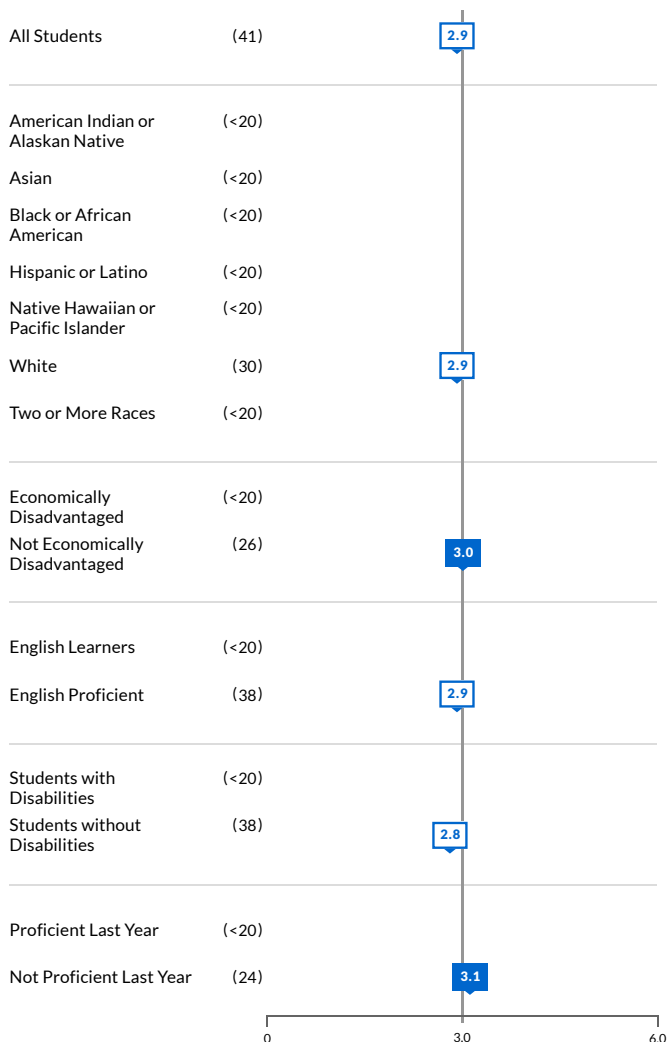 All Students (41) 2.9
American Indian or (<20)
Alaskan Native
Asian (<20)
Black or African (<20)
American
Hispanic or Latino (<20)
Native Hawaiian or (<20)
Pacific Islander
White (30) 2.9
Two or More Races (<20)
Economically (<20)
Disadvantaged
Not Economically (26) 3.0
Disadvantaged
English Learners (<20)
English Proficient (38) 2.9
Students with (<20)
Disabilities
Students without (38) 2.8
Disabilities
Proficient Last Year (<20)
Not Proficient Last Year (24) 3.1
0 3.0 6.0